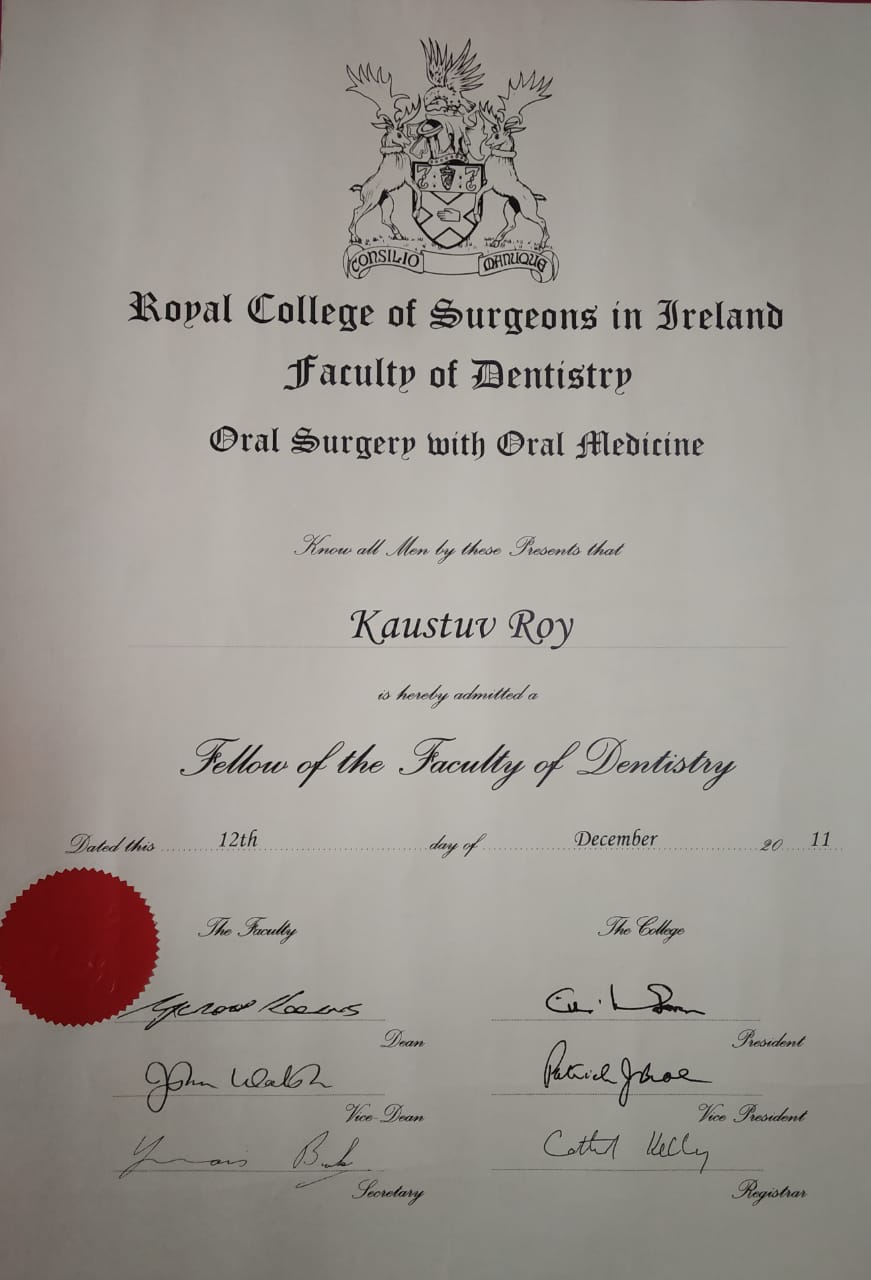 CONSILIO MANUQUE
Royal College of Surgeons in Ireland
Faculty of Dentistry
Oral Surgery with Oral Medicine
Know all Men by these Presents that
Kaustuv Roy
is hereby admitted a
Fellow of the Faculty of Dentistry
Dated this 12th day of December 20 11
The Faculty The College
Dean President
John Walsh Patrick J Broe
Vice-Dean Vice President
Cathal Kelly
Secretary Registrar